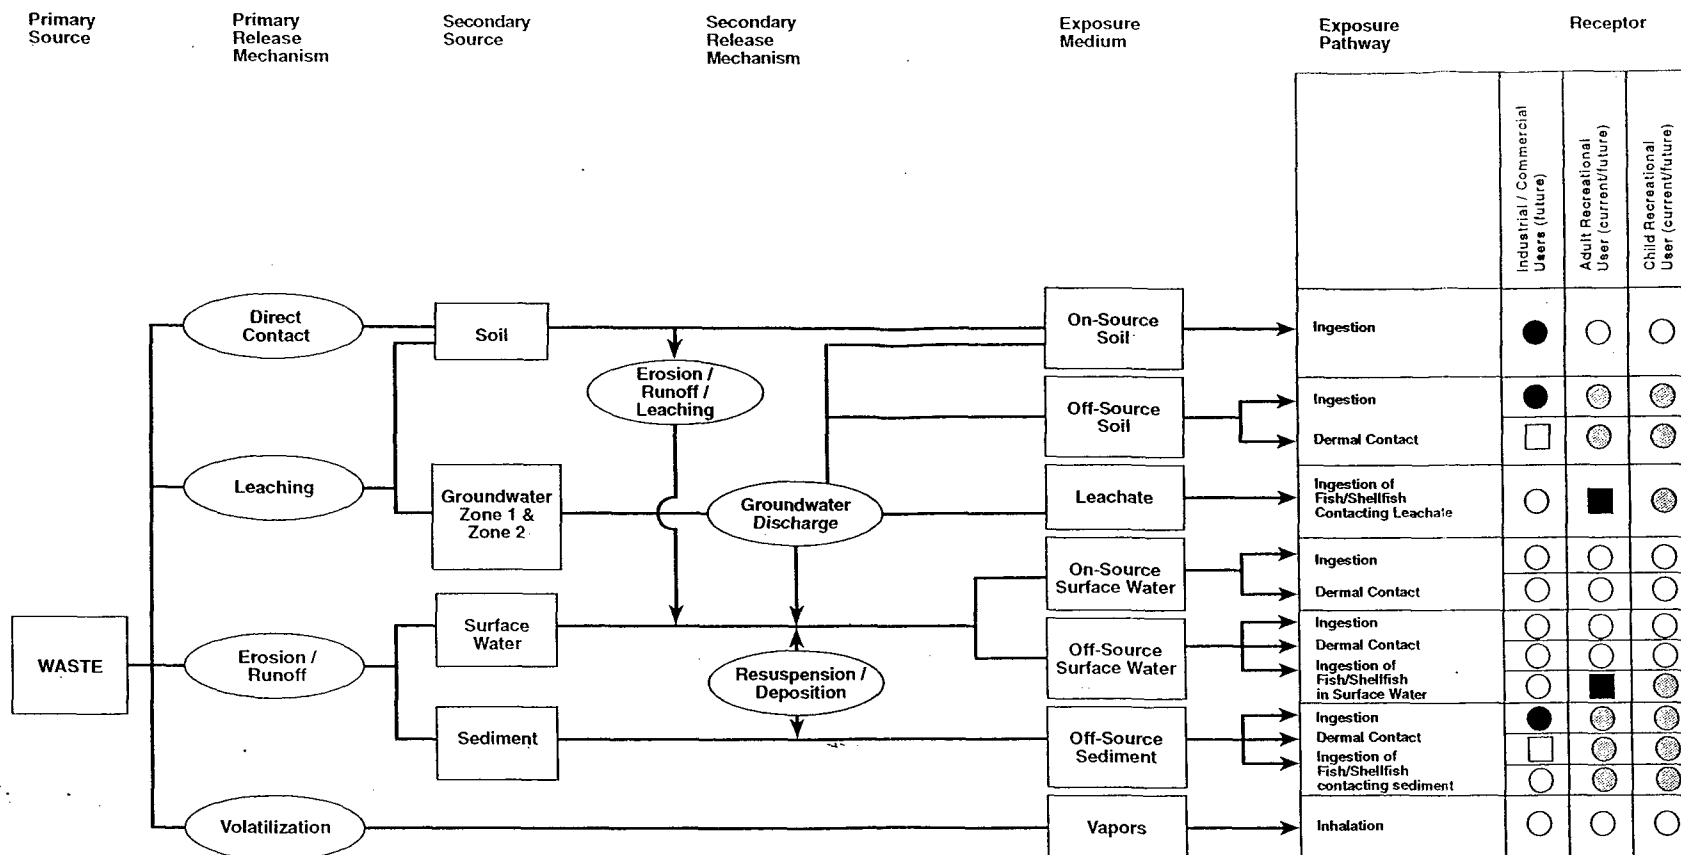 Primary
Source
Primary
Release
Mechanism
Secondary
Source
Secondary
Release
Mechanism
Exposure
Medium
Exposure
Pathway
Receptor
Industrial / Commercial
Users (future)
Adult Recreational
User (current/future)
Child Recreational
User (current/future)
WASTE
Direct
Contact
Leaching
Erosion /
Runoff
Volatilization
Soil
Groundwater
Zone 1 &
Zone 2
Surface
Water
Sediment
Erosion /
Runoff /
Leaching
Groundwater
Discharge
Resuspension /
Deposition
On-Source
Soil
Off-Source
Soil
Leachate
On-Source
Surface Water
Off-Source
Surface Water
Off-Source
Sediment
Vapors
Ingestion
Ingestion
Dermal Contact
Ingestion of
Fish/Shellfish
Contacting Leachate
Ingestion
Dermal Contact
Ingestion
Dermal Contact
Ingestion of
Fish/Shellfish
in Surface Water
Ingestion
Dermal Contact
Ingestion of
Fish/Shellfish
contacting sediment
Inhalation